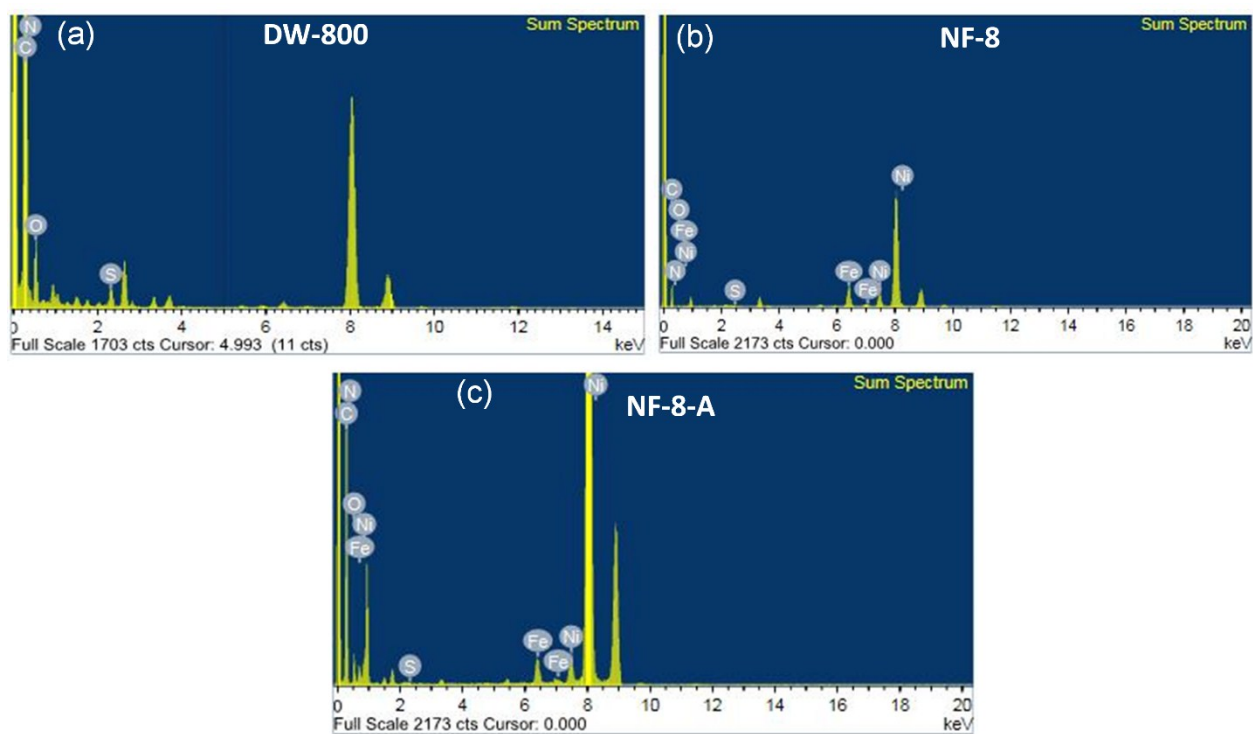 (a) DW-800 Sum Spectrum
N
C
O
S
0 2 4 6 8 10 12 14
Full Scale 1703 cts Cursor: 4.993 (11 cts) keV
(b) NF-8 Sum Spectrum
Ni
C
O
Fe
Ni
N
Fe
Ni
Fe
S
0 2 4 6 8 10 12 14 16 18 20
Full Scale 2173 cts Cursor: 0.000 keV
(c) NF-8-A Sum Spectrum
N
Ni
C
O
Ni
Fe
Fe
Ni
Fe
S
0 2 4 6 8 10 12 14 16 18 20
Full Scale 2173 cts Cursor: 0.000 keV